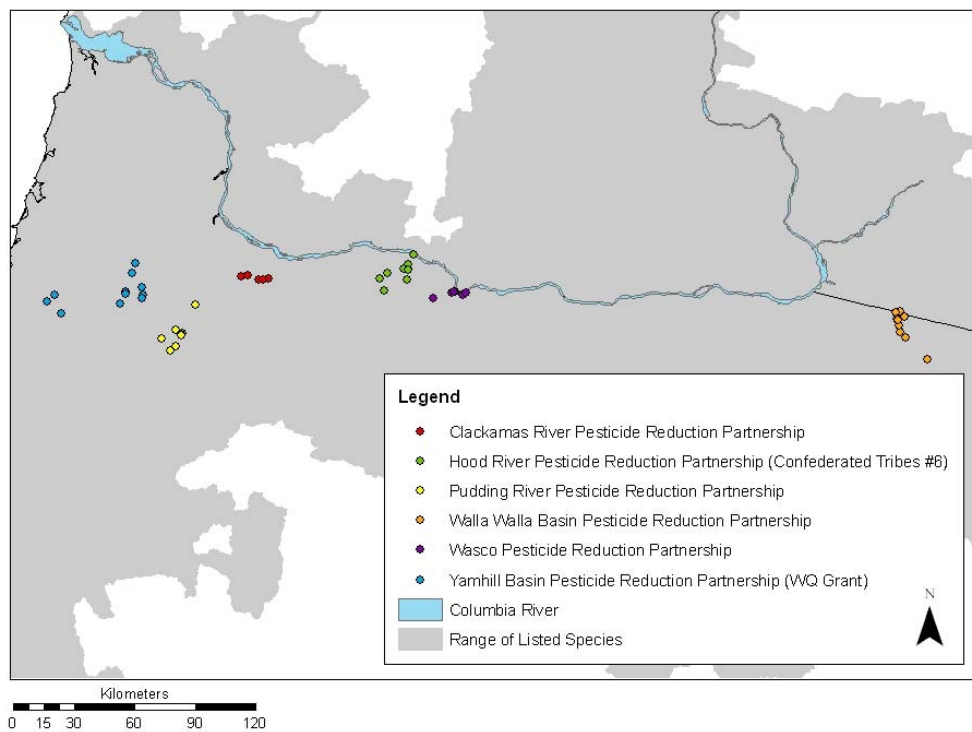 Legend
Clackamas River Pesticide Reduction Partnership
Hood River Pesticide Reduction Partnership (Confederated Tribes #6)
Pudding River Pesticide Reduction Partnership
Walla Walla Basin Pesticide Reduction Partnership
Wasco Pesticide Reduction Partnership
Yamhill Basin Pesticide Reduction Partnership (WQ Grant)
Columbia River
Range of Listed Species
N
Kilometers
0 15 30 60 90 120